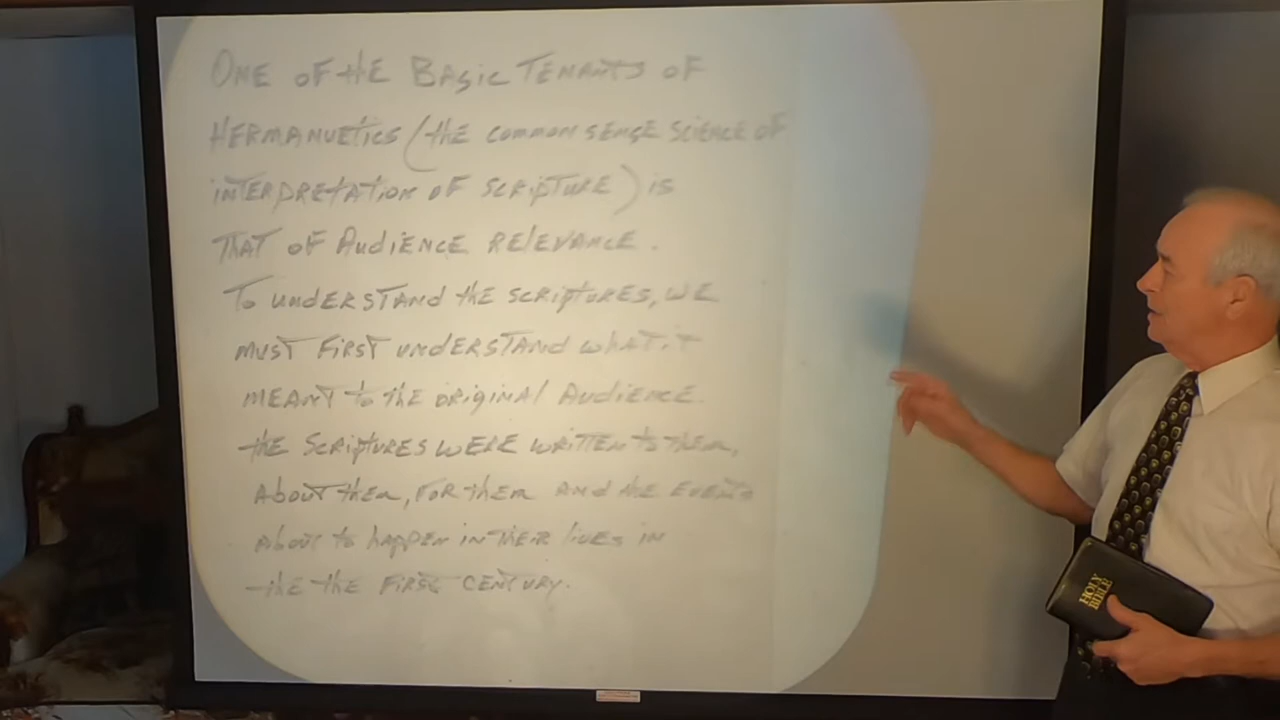 ONE OF tHE BASic TENANTS OF
HERMANUETICS (the common SENSE SCIENCE OF
INTERPRETATION OF SCRIPTURE) is
THAT OF AUDIENCE RELEVANCE.
To UNDERSTAND the SCRIPTURES, WE
MUST FIRST UNDERSTAND what it
MEANT to the ORIGINAL AUDIENCE.
the SCRIPTURES WERE WRITTEN to them,
ABOUT them, FOR them AND the EVENTS
ABOUT to happen in THEIR lives in
the the FIRST CENTURY.
HOLY
BIBLE